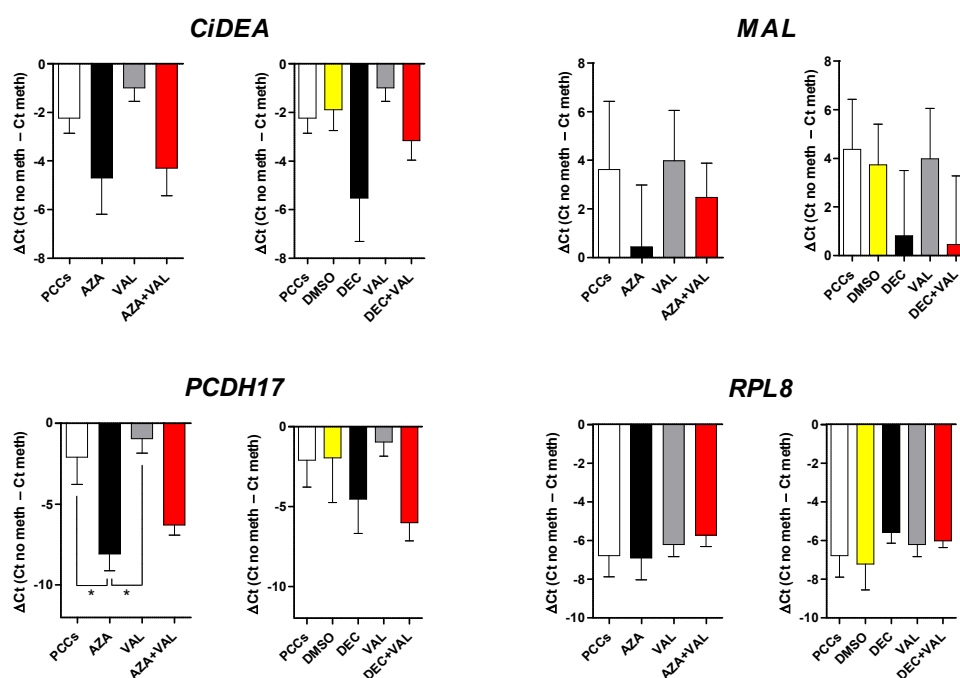 CiDEA
ΔCt (Ct no meth – Ct meth)
0
-2
-4
-6
-8
PCCs
AZA
VAL
AZA+VAL
ΔCt (Ct no meth – Ct meth)
0
-2
-4
-6
-8
PCCs
DMSO
DEC
VAL
DEC+VAL
MAL
ΔCt (Ct no meth – Ct meth)
8
6
4
2
0
PCCs
AZA
VAL
AZA+VAL
ΔCt (Ct no meth – Ct meth)
8
6
4
2
0
PCCs
DMSO
DEC
VAL
DEC+VAL
PCDH17
ΔCt (Ct no meth – Ct meth)
0
-5
-10
* *
PCCs
AZA
VAL
AZA+VAL
ΔCt (Ct no meth – Ct meth)
0
-5
-10
PCCs
DMSO
DEC
VAL
DEC+VAL
RPL8
ΔCt (Ct no meth – Ct meth)
0
-2
-4
-6
-8
-10
PCCs
AZA
VAL
AZA+VAL
ΔCt (Ct no meth – Ct meth)
0
-2
-4
-6
-8
-10
PCCs
DMSO
DEC
VAL
DEC+VAL